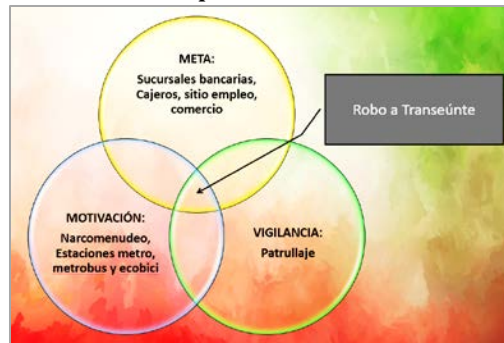 META:
Sucursales bancarias,
Cajeros, sitio empleo,
comercio
Robo a Transeúnte
MOTIVACIÓN:
Narcomenudeo,
Estaciones metro,
metrobus y ecobici
VIGILANCIA:
Patrullaje